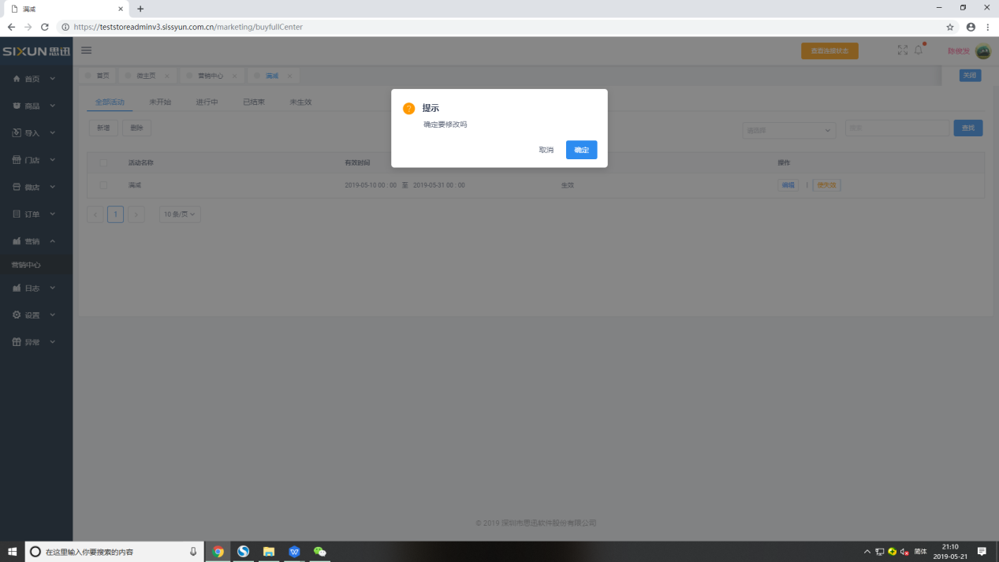 满减
https://teststoreadminv3.sissyun.com.cn/marketing/buyfullCenter
SIXUN思迅
查看连接状态
陈俊发
首页
微主页
营销中心
满减
关闭
首页
商品
导入
门店
微店
订单
营销
营销中心
日志
设置
异常
全部活动
未开始
进行中
已结束
未生效
新增
删除
请选择
搜索
查找
提示
确定要修改吗
取消
确定
活动名称
有效时间
操作
满减
2019-05-10 00 : 00 至 2019-05-31 00 : 00
生效
编辑 | 使失效
1
10 条/页
© 2019 深圳市思迅软件股份有限公司
在这里输入你要搜索的内容
简体
21:10
2019-05-21